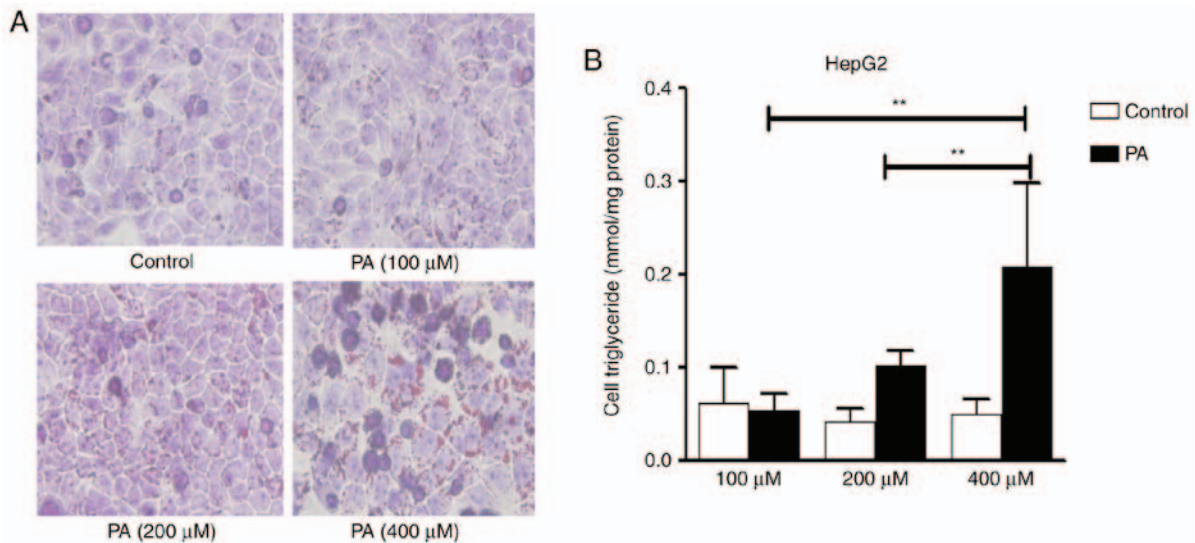 A
Control
PA (100 μM)
PA (200 μM)
PA (400 μM)
B
HepG2
Cell triglyceride (mmol/mg protein)
0.4
0.3
0.2
0.1
0.0
**
**
100 μM
200 μM
400 μM
Control
PA